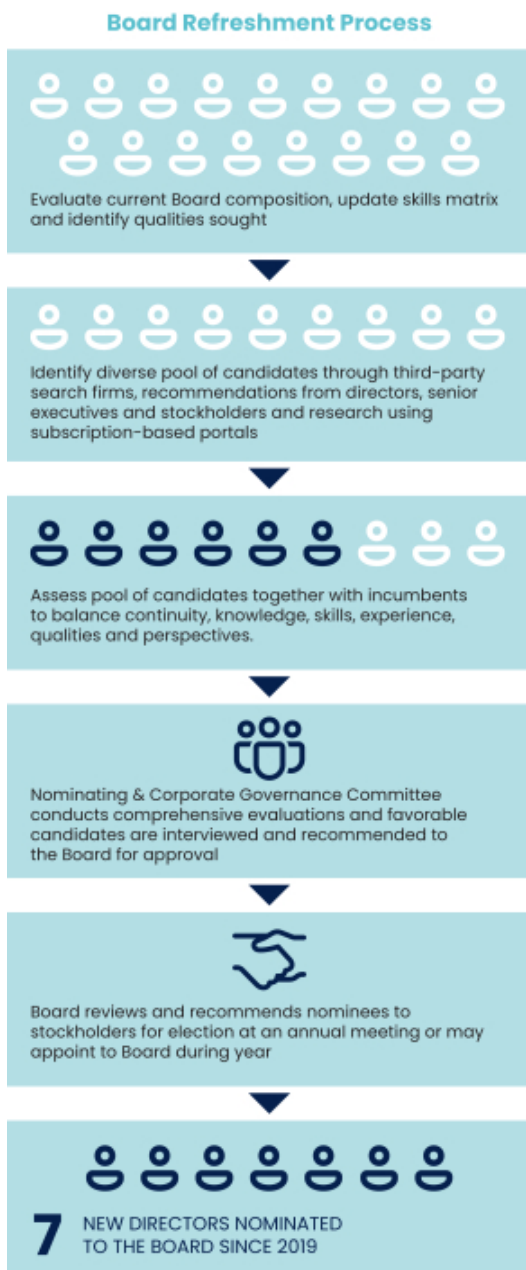 Board Refreshment Process
Evaluate current Board composition, update skills matrix
and identify qualities sought
Identify diverse pool of candidates through third-party
search firms, recommendations from directors, senior
executives and stockholders and research using
subscription-based portals
Assess pool of candidates together with incumbents
to balance continuity, knowledge, skills, experience,
qualities and perspectives.
Nominating & Corporate Governance Committee
conducts comprehensive evaluations and favorable
candidates are interviewed and recommended to
the Board for approval
Board reviews and recommends nominees to
stockholders for election at an annual meeting or may
appoint to Board during year
7 NEW DIRECTORS NOMINATED
TO THE BOARD SINCE 2019